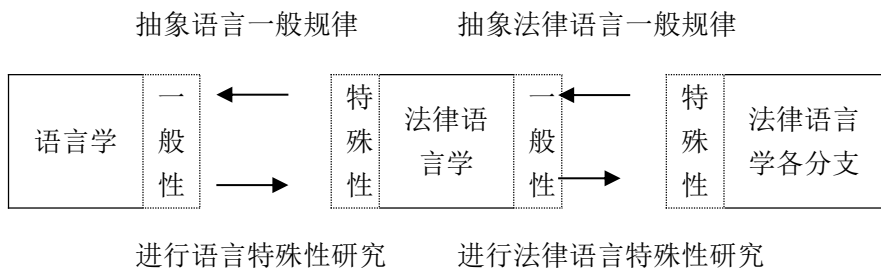 抽象语言一般规律
抽象法律语言一般规律
语言学
一般性
特殊性
法律语
言学
一般性
特殊性
法律语言
学各分支
进行语言特殊性研究
进行法律语言特殊性研究